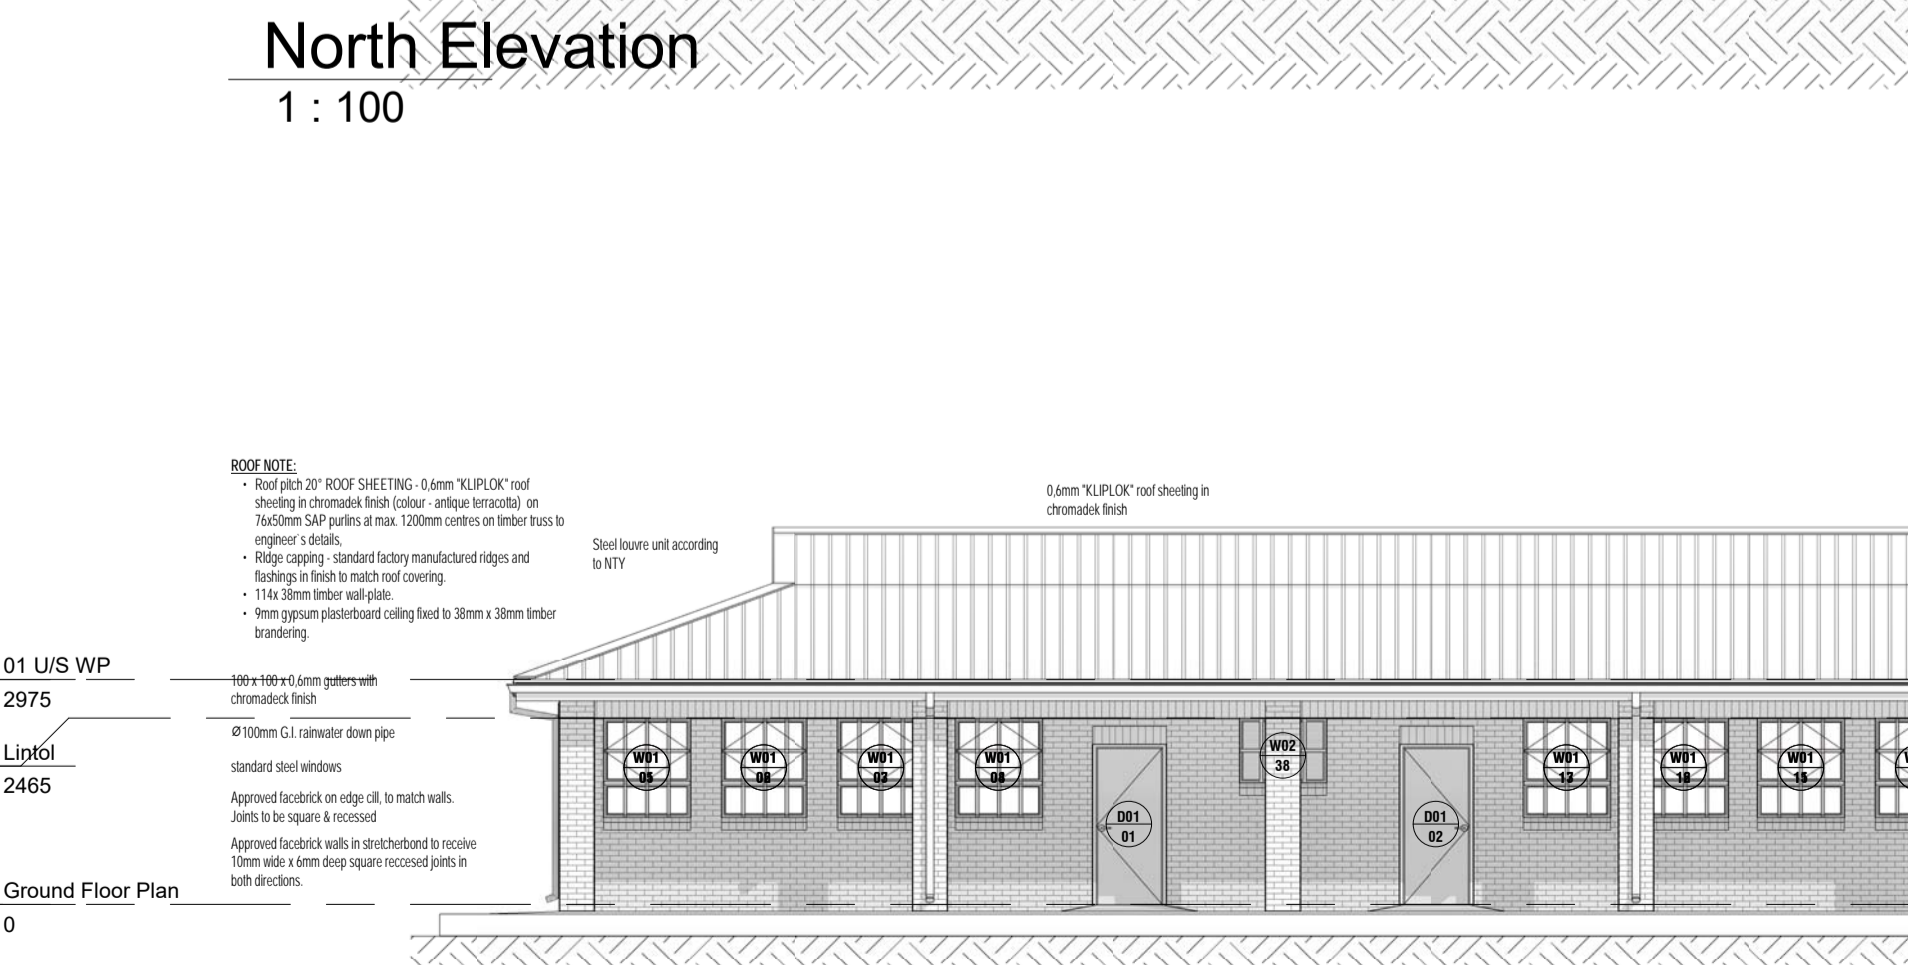 North Elevation
1 : 100
ROOF NOTE:
• Roof pitch 20° ROOF SHEETING - 0,6mm "KLIPLOK" roof
sheeting in chromadek finish (colour - antique terracotta) on
76x50mm SAP purlins at max. 1200mm centres on timber truss to
engineer`s details,
• RIdge capping - standard factory manufactured ridges and
flashings in finish to match roof covering.
• 114x 38mm timber wall-plate.
• 9mm gypsum plasterboard ceiling fixed to 38mm x 38mm timber
brandering.
0,6mm "KLIPLOK" roof sheeting in
chromadek finish
Steel louvre unit according
to NTY
01 U/S WP
2975
100 x 100 x 0,6mm gutters with
chromadeck finish
Ø100mm G.I. rainwater down pipe
Lintol
2465
standard steel windows
Approved facebrick on edge cill, to match walls.
Joints to be square & recessed
Approved facebrick walls in stretcherbond to receive
10mm wide x 6mm deep square reccesed joints in
both directions.
Ground Floor Plan
0
W01
05
W01
W01
W01
D01
01
W02
38
D01
02
W01
W01
W01
15